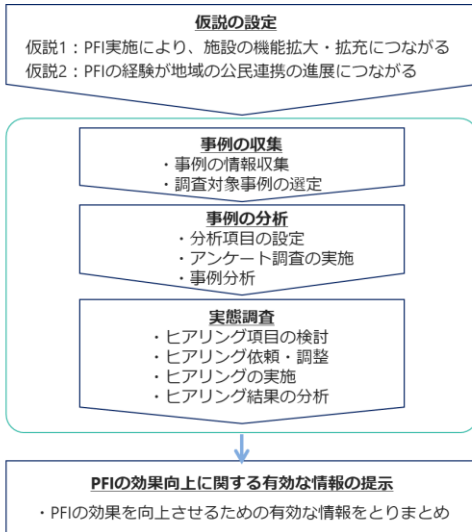 仮説の設定
仮説1：PFI実施により、施設の機能拡大・拡充につながる
仮説2：PFIの経験が地域の公民連携の進展につながる
事例の収集
・事例の情報収集
・調査対象事例の選定
事例の分析
・分析項目の設定
・アンケート調査の実施
・事例分析
実態調査
・ヒアリング項目の検討
・ヒアリング依頼・調整
・ヒアリングの実施
・ヒアリング結果の分析
PFIの効果向上に関する有効な情報の提示
・PFIの効果を向上させるための有効な情報をとりまとめ